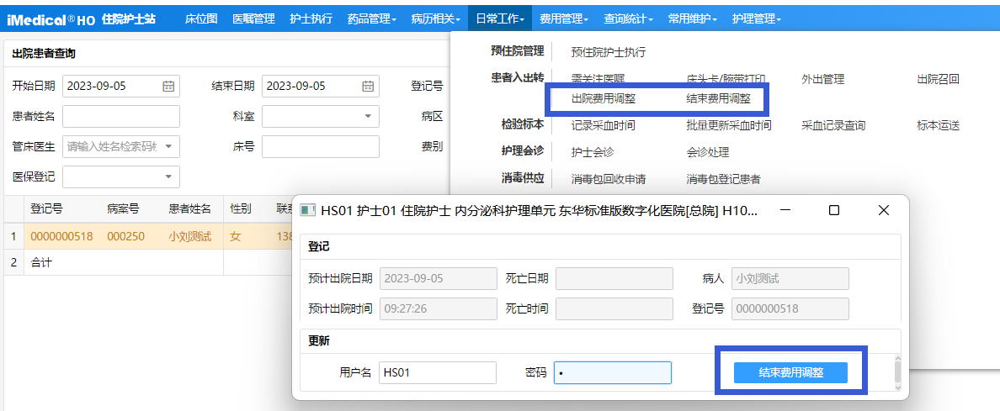 iMedical® HO 住院护士站 床位图 医嘱管理 护士执行 药品管理 病历相关 日常工作 费用管理 查询统计 常用维护 护理管理
出院患者查询
预住院管理 预住院护士执行
患者入出转 需关注医嘱 床头卡/腕带打印 外出管理 出院召回
开始日期 2023-09-05 结束日期 2023-09-05 登记号
出院费用调整 结束费用调整
患者姓名 科室 病区
检验标本 记录采血时间 批量更新采血时间 采血记录查询 标本运送
管床医生 请输入姓名检索码 床号 费别
护理会诊 护士会诊 会诊处理
医保登记
消毒供应 消毒包回收申请 消毒包登记患者
登记号 病案号 患者姓名 性别 联系
1 0000000518 000250 小刘测试 女 138
2 合计
HS01 护士01 住院护士 内分泌科护理单元 东华标准版数字化医院[总院] H10...
登记
预计出院日期 2023-09-05 死亡日期 病人 小刘测试
预计出院时间 09:27:26 死亡时间 登记号 0000000518
更新
用户名 HS01 密码 • 结束费用调整